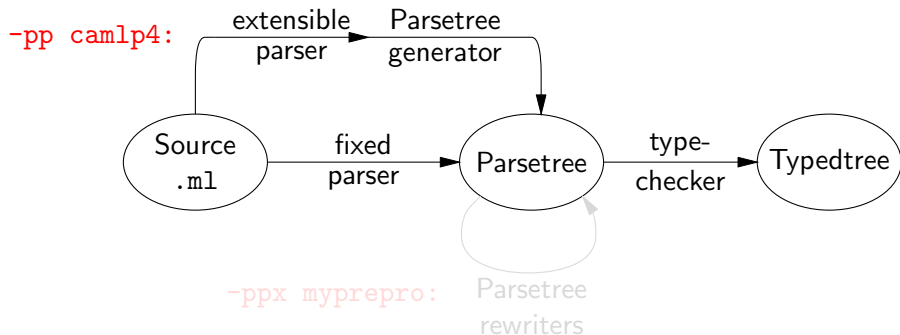 -pp camlp4:
extensible
parser
Parsetree
generator
Source
.ml
fixed
parser
Parsetree
type-
checker
Typedtree
-ppx myprepro:
Parsetree
rewriters